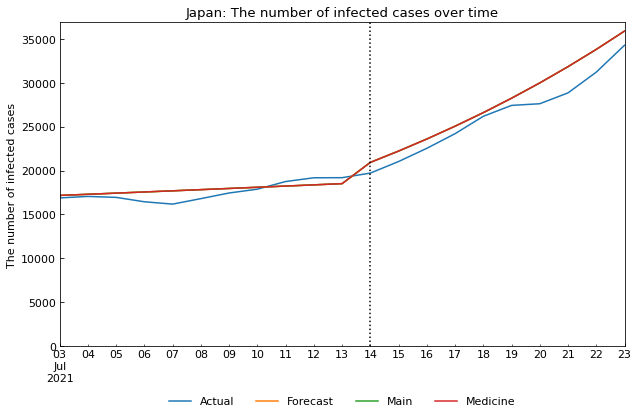 Japan: The number of infected cases over time
The number of infected cases
35000
30000
25000
20000
15000
10000
5000
0
03 04 05 06 07 08 09 10 11 12 13 14 15 16 17 18 19 20 21 22 23
Jul
2021
Actual Forecast Main Medicine